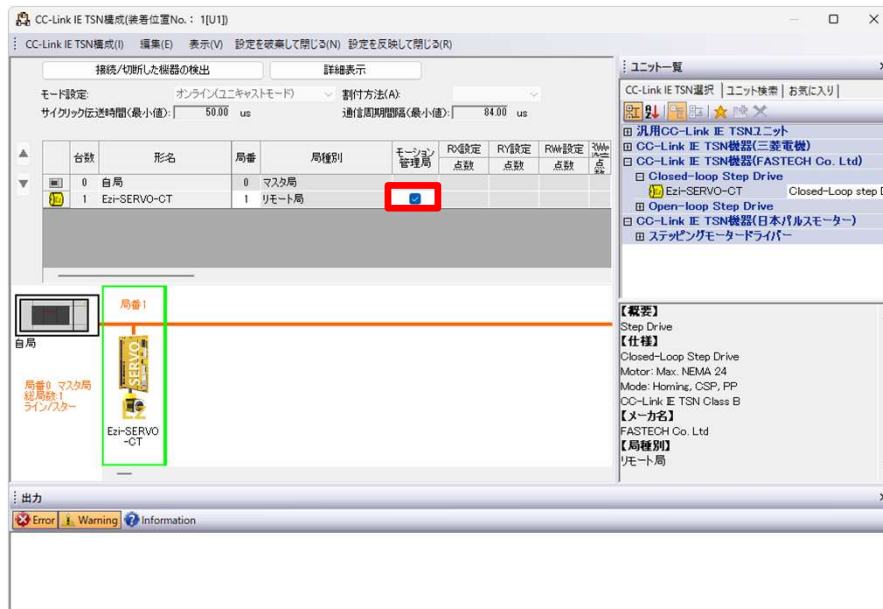 CC-Link IE TSN構成(装着位置No.： 1[U1])
CC-Link IE TSN構成(I) 編集(E) 表示(V) 設定を破棄して閉じる(N) 設定を反映して閉じる(R)
接続/切断した機器の検出 詳細表示
モード設定: オンライン(ユニキャストモード) 割付方法(A):
サイクリック伝送時間(最小値): 50.00 us 通信周期間隔(最小値): 84.00 us
台数 形名 局番 局種別 モーション管理局 RX設定 RY設定 RWr設定
点数 点数 点数 点数
0 自局 0 マスタ局
1 Ezi-SERVO-CT 1 リモート局
局番1
自局
局番0 マスタ局
総局数:1
ライン/スター
SERVO
Ezi-SERVO
-CT
ユニット一覧
CC-Link IE TSN選択 ユニット検索 お気に入り
汎用CC-Link IE TSNユニット
CC-Link IE TSN機器(三菱電機)
CC-Link IE TSN機器(FASTECH Co. Ltd)
Closed-loop Step Drive
Ezi-SERVO-CT Closed-Loop step
Open-loop Step Drive
CC-Link IE TSN機器(日本パルスモーター)
ステッピングモータードライバー
【概要】
Step Drive
【仕様】
Closed-Loop Step Drive
Motor: Max. NEMA 24
Mode: Homing, CSP, PP
CC-Link IE TSN Class B
【メーカ名】
FASTECH Co. Ltd
【局種別】
リモート局
出力
Error Warning Information